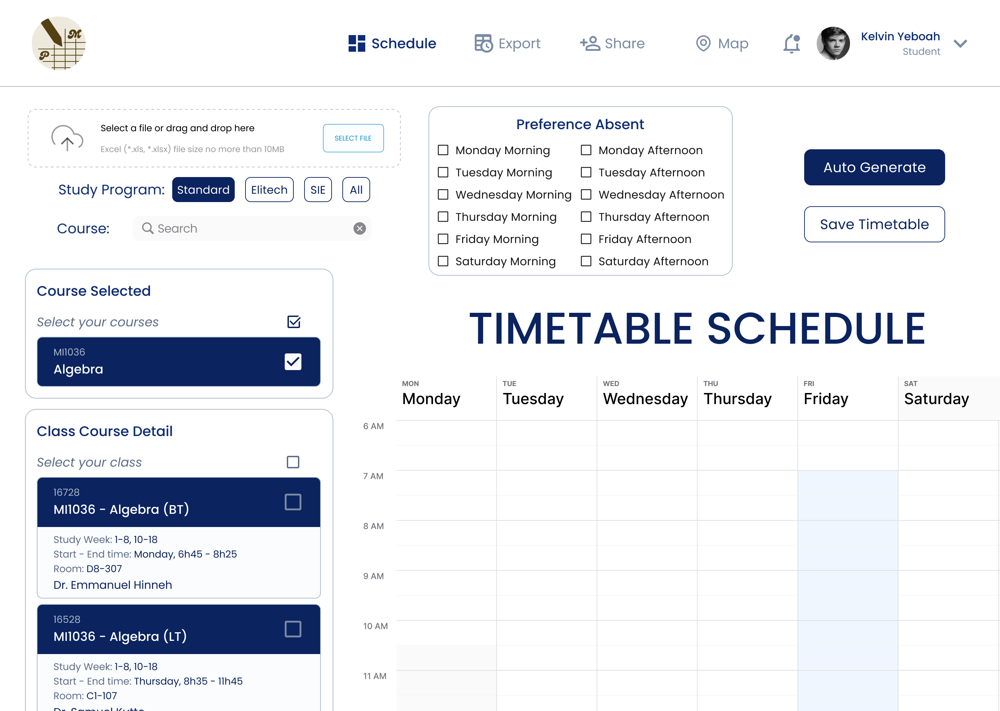 M
P
Schedule
Export
Share
Map
Kelvin Yeboah
Student
Select a file or drag and drop here
Excel (*.xls, *.xlsx) file size no more than 10MB
SELECT FILE
Study Program:
Standard
Elitech
SIE
All
Course:
Search
Preference Absent
Monday Morning
Monday Afternoon
Tuesday Morning
Tuesday Afternoon
Wednesday Morning
Wednesday Afternoon
Thursday Morning
Thursday Afternoon
Friday Morning
Friday Afternoon
Saturday Morning
Saturday Afternoon
Auto Generate
Save Timetable
Course Selected
Select your courses
MI1036
Algebra
Class Course Detail
Select your class
16728
MI1036 - Algebra (BT)
Study Week: 1-8, 10-18
Start - End time: Monday, 6h45 - 8h25
Room: D8-307
Dr. Emmanuel Hinneh
16528
MI1036 - Algebra (LT)
Study Week: 1-8, 10-18
Start - End time: Thursday, 8h35 - 11h45
Room: C1-107
Dr. Samuel
TIMETABLE SCHEDULE
MON
Monday
TUE
Tuesday
WED
Wednesday
THU
Thursday
FRI
Friday
SAT
Saturday
6 AM
7 AM
8 AM
9 AM
10 AM
11 AM